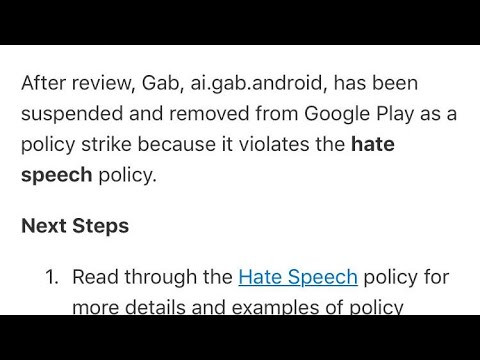 After review, Gab, ai.gab.android, has been
suspended and removed from Google Play as a
policy strike because it violates the hate
speech policy.
Next Steps
1. Read through the Hate Speech policy for
more details and examples of policy